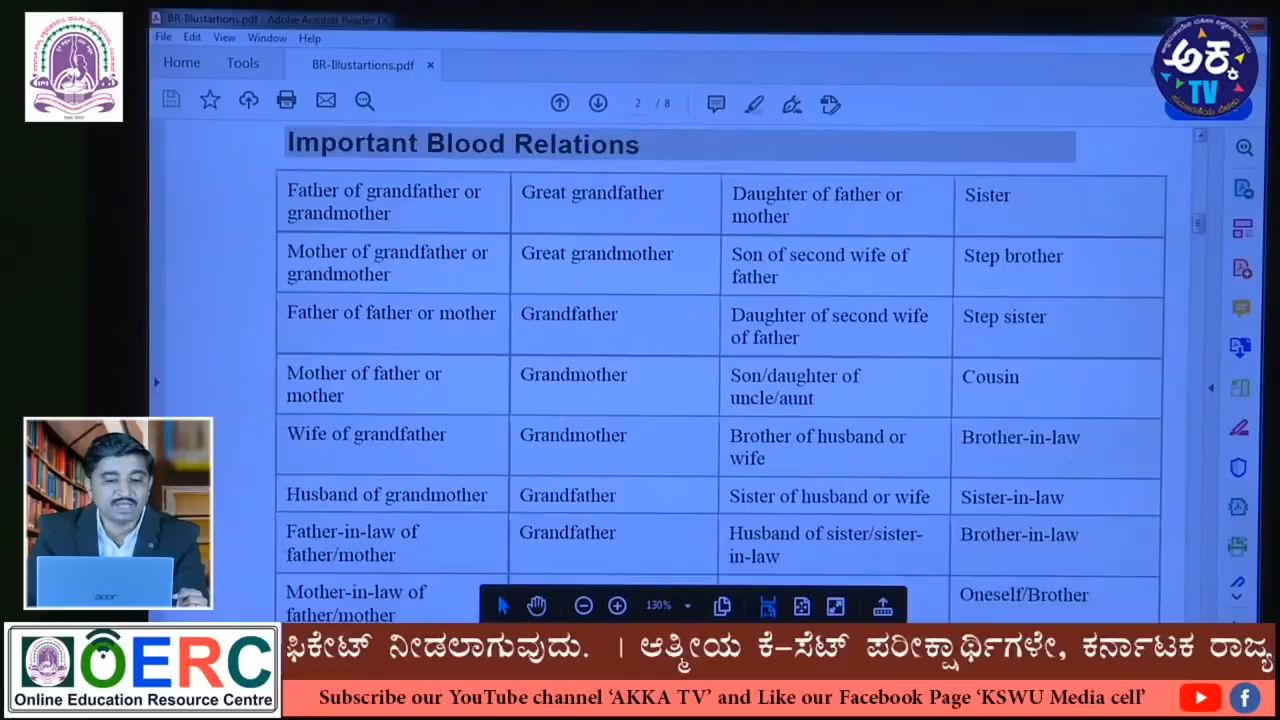 BR-Illustartions.pdf - Adobe Acrobat Reader DC
File Edit View Window Help
Home Tools BR-Illustartions.pdf ×
2 / 8
ಅಕ್ಕ
TV
Important Blood Relations
Father of grandfather or grandmother Great grandfather Daughter of father or mother Sister
Mother of grandfather or grandmother Great grandmother Son of second wife of father Step brother
Father of father or mother Grandfather Daughter of second wife of father Step sister
Mother of father or mother Grandmother Son/daughter of uncle/aunt Cousin
Wife of grandfather Grandmother Brother of husband or wife Brother-in-law
Husband of grandmother Grandfather Sister of husband or wife Sister-in-law
Father-in-law of father/mother Grandfather Husband of sister/sister-in-law Brother-in-law
Mother-in-law of father/mother Oneself/Brother
130%
acer
OERC
Online Education Resource Centre
ಫಿಕೇಟ್ ನೀಡಲಾಗುವುದು. | ಆತ್ಮೀಯ ಕೆ-ಸೆಟ್ ಪರೀಕ್ಷಾರ್ಥಿಗಳೇ, ಕರ್ನಾಟಕ ರಾಜ್ಯ
Subscribe our YouTube channel ‘AKKA TV’ and Like our Facebook Page ‘KSWU Media cell’